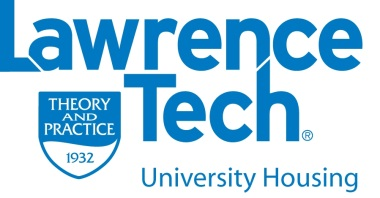 Lawrence
Tech®
THEORY
AND
PRACTICE
1932
University Housing